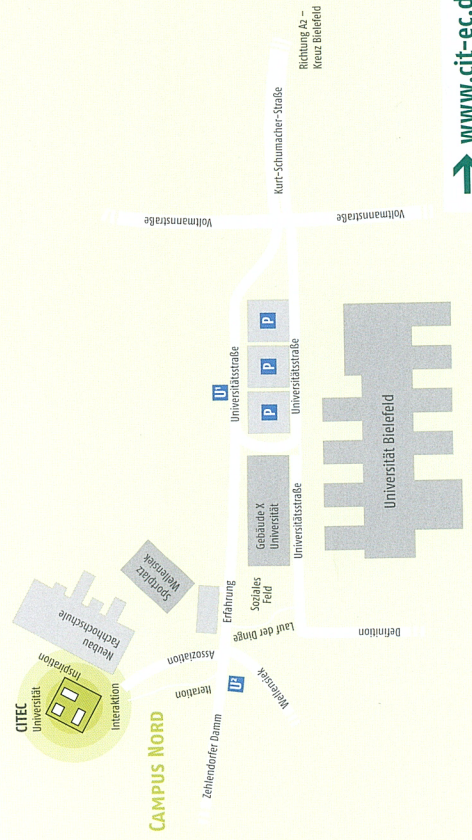 Richtung A2 –
Kreuz Bielefeld
Kurt-Schumacher-Straße
→ www.cit-ec.d
Voltmannstraße
Voltmannstraße
P
P
P
U1
Universitätsstraße
Universitätsstraße
Universität Bielefeld
Gebäude X
Universität
Universitätsstraße
Sportplatz
Wellensiek
Neubau
Fachhochschule
Erfahrung
Soziales
Feld
Lauf der Dinge
Definition
Inspiration
Assoziation
Iteration
U2
Wellensiek
CITEC
Universität
Interaktion
CAMPUS NORD
Zehlendorfer Damm